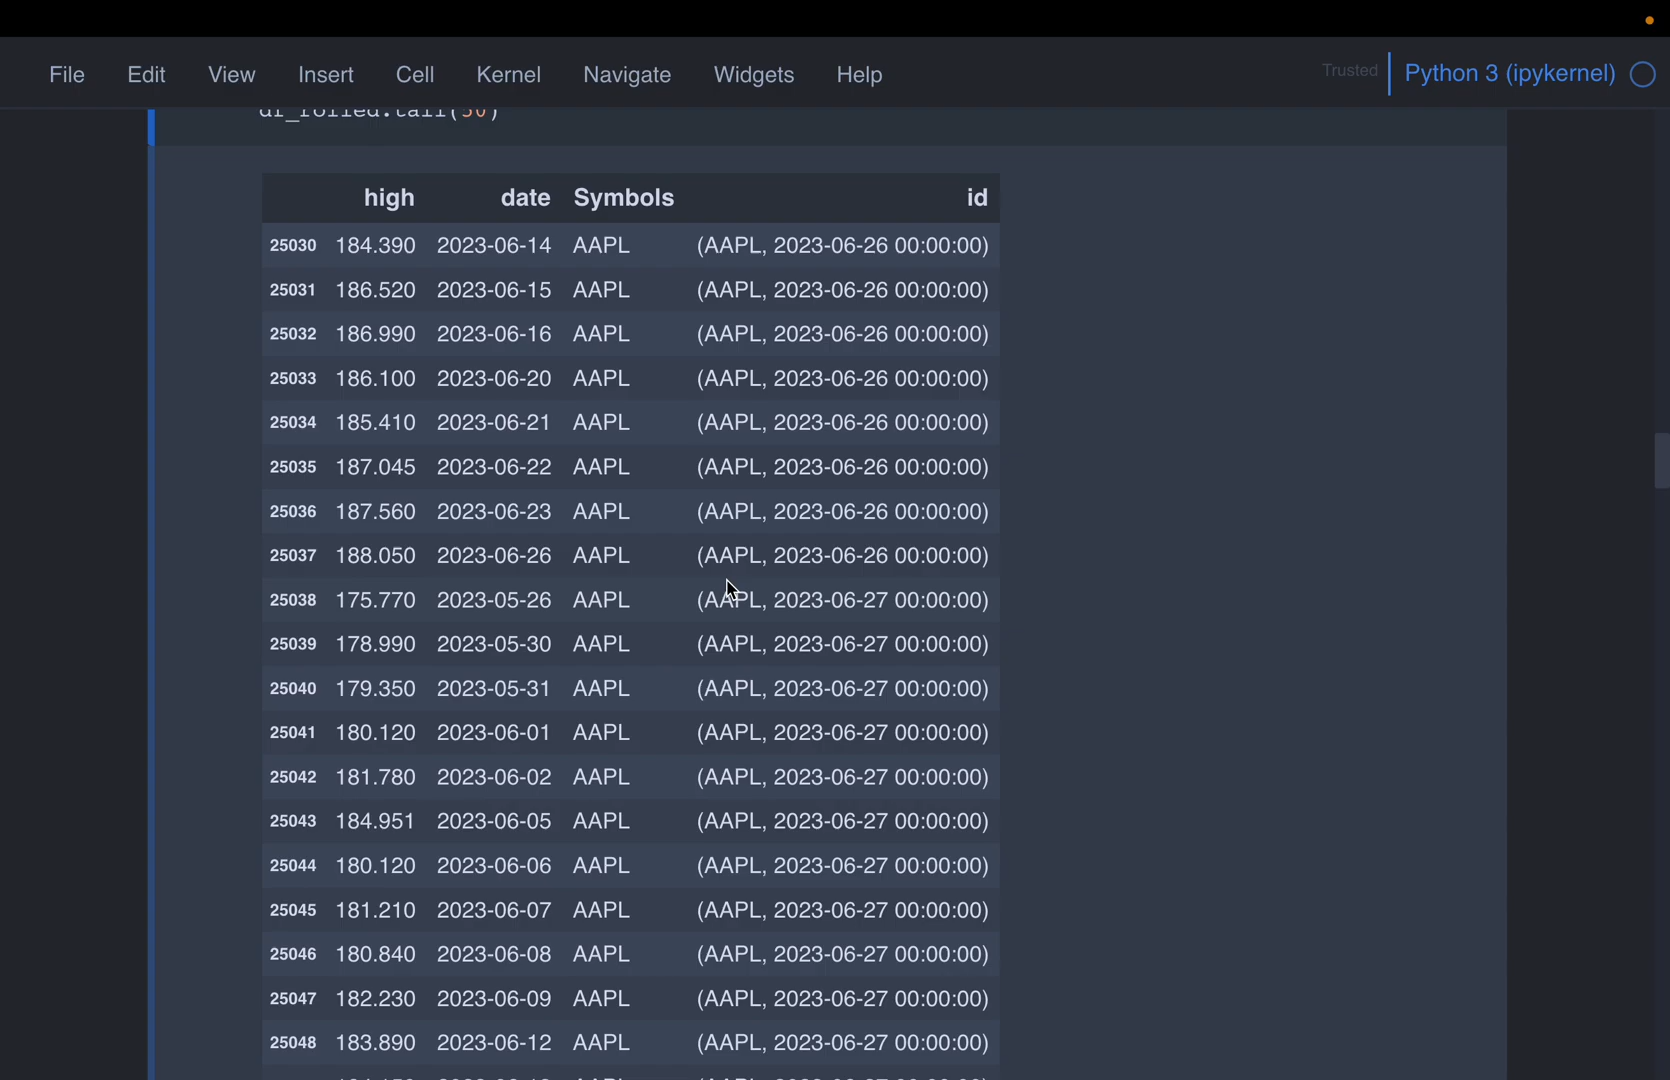 File Edit View Insert Cell Kernel Navigate Widgets Help Trusted Python 3 (ipykernel)
df_rolled.tail(50)
high date Symbols id
25030 184.390 2023-06-14 AAPL (AAPL, 2023-06-26 00:00:00)
25031 186.520 2023-06-15 AAPL (AAPL, 2023-06-26 00:00:00)
25032 186.990 2023-06-16 AAPL (AAPL, 2023-06-26 00:00:00)
25033 186.100 2023-06-20 AAPL (AAPL, 2023-06-26 00:00:00)
25034 185.410 2023-06-21 AAPL (AAPL, 2023-06-26 00:00:00)
25035 187.045 2023-06-22 AAPL (AAPL, 2023-06-26 00:00:00)
25036 187.560 2023-06-23 AAPL (AAPL, 2023-06-26 00:00:00)
25037 188.050 2023-06-26 AAPL (AAPL, 2023-06-26 00:00:00)
25038 175.770 2023-05-26 AAPL (AAPL, 2023-06-27 00:00:00)
25039 178.990 2023-05-30 AAPL (AAPL, 2023-06-27 00:00:00)
25040 179.350 2023-05-31 AAPL (AAPL, 2023-06-27 00:00:00)
25041 180.120 2023-06-01 AAPL (AAPL, 2023-06-27 00:00:00)
25042 181.780 2023-06-02 AAPL (AAPL, 2023-06-27 00:00:00)
25043 184.951 2023-06-05 AAPL (AAPL, 2023-06-27 00:00:00)
25044 180.120 2023-06-06 AAPL (AAPL, 2023-06-27 00:00:00)
25045 181.210 2023-06-07 AAPL (AAPL, 2023-06-27 00:00:00)
25046 180.840 2023-06-08 AAPL (AAPL, 2023-06-27 00:00:00)
25047 182.230 2023-06-09 AAPL (AAPL, 2023-06-27 00:00:00)
25048 183.890 2023-06-12 AAPL (AAPL, 2023-06-27 00:00:00)